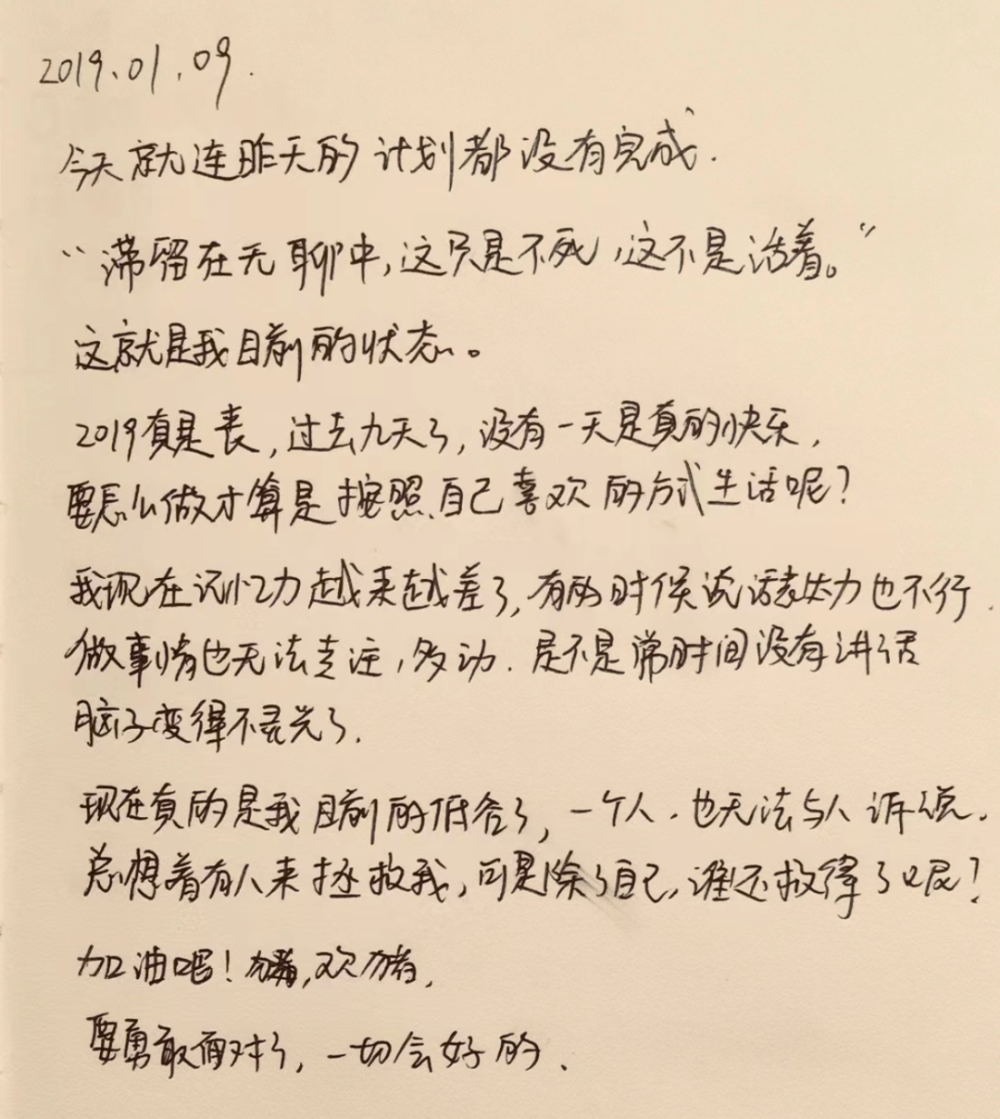 2019、01.09.
今天就连昨天的计划都没有完成.
“滞留在无聊中,这只是不死,这不是活着。”
这就是我目前的状态。
2019真是丧,过去九天了,没有一天是真的快乐,
要怎么做才算是按照自己喜欢的方式生活呢?
我现在记忆力越来越差了,有的时候说话表达力也不行.
做事情也无法专注,多动.是不是常时间没有讲话
脑子变得不灵光了.
现在真的是我目前的低谷了,一个人.也无法与人诉说.
总想着有人来拯救我,可是除了自己,谁还救得了呢?
加油吧!,欢猪,
要勇敢面对了,一切会好的、